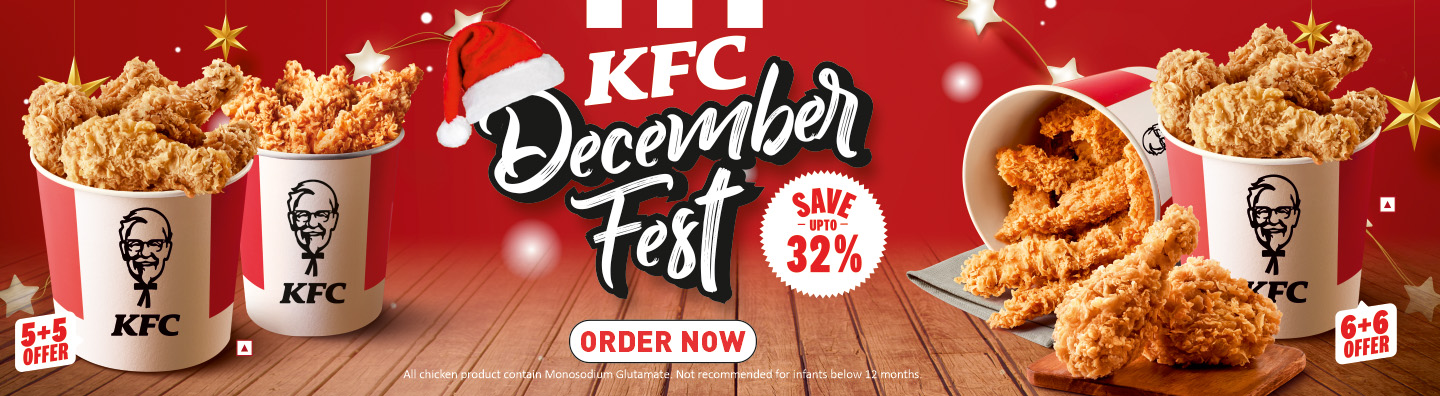 KFC
December
Fest
SAVE
UPTO
32%
KFC
KFC
5+5
OFFER
KFC
6+6
OFFER
ORDER NOW
All chicken product contain Monosodium Glutamate. Not recommended for infants below 12 months.